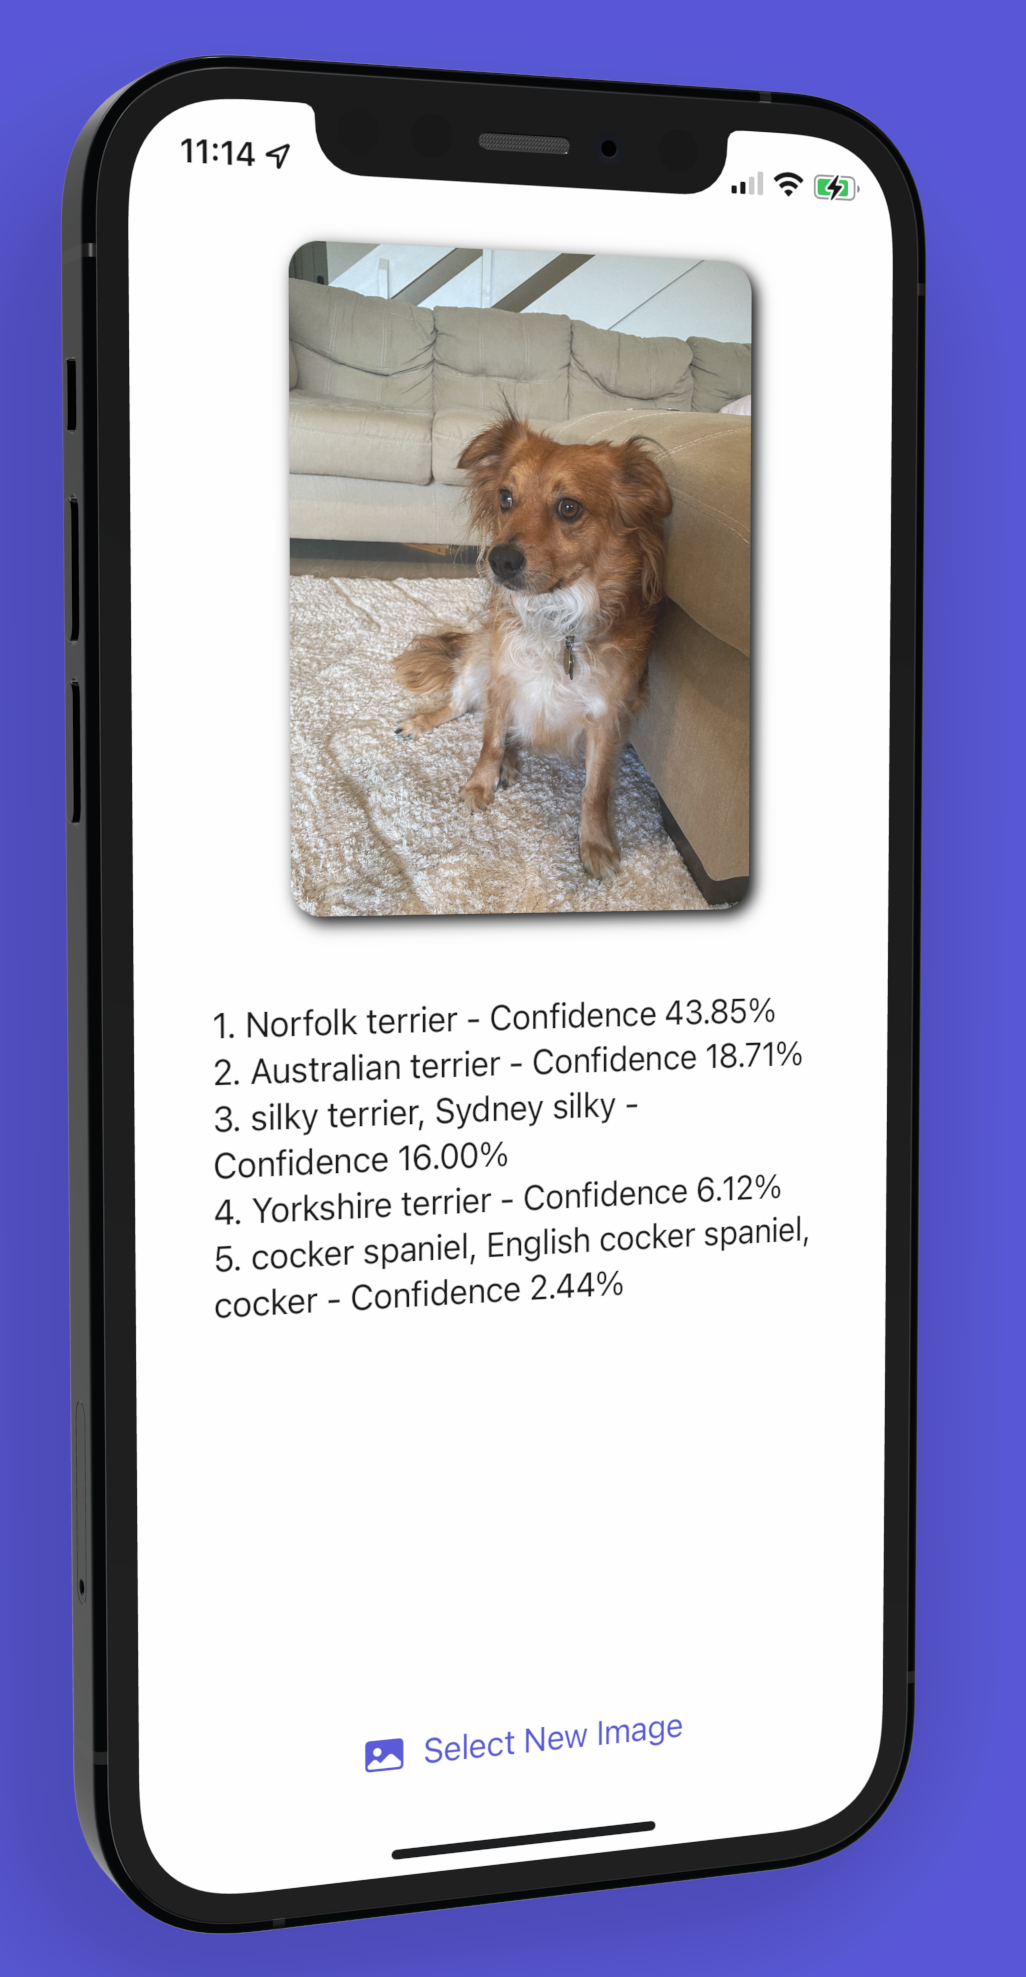 11:14
1. Norfolk terrier - Confidence 43.85%
2. Australian terrier - Confidence 18.71%
3. silky terrier, Sydney silky -
Confidence 16.00%
4. Yorkshire terrier - Confidence 6.12%
5. cocker spaniel, English cocker spaniel,
cocker - Confidence 2.44%
Select New Image